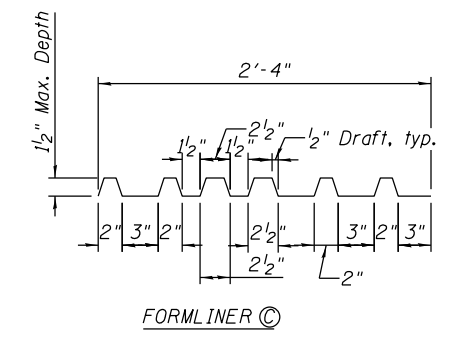 1½" Max. Depth
2'-4"
2½"
1½" 1½" ½" Draft, typ.
2" 3" 2" 2½" 3" 2" 3"
2½"
2"
FORMLINER Ⓒ